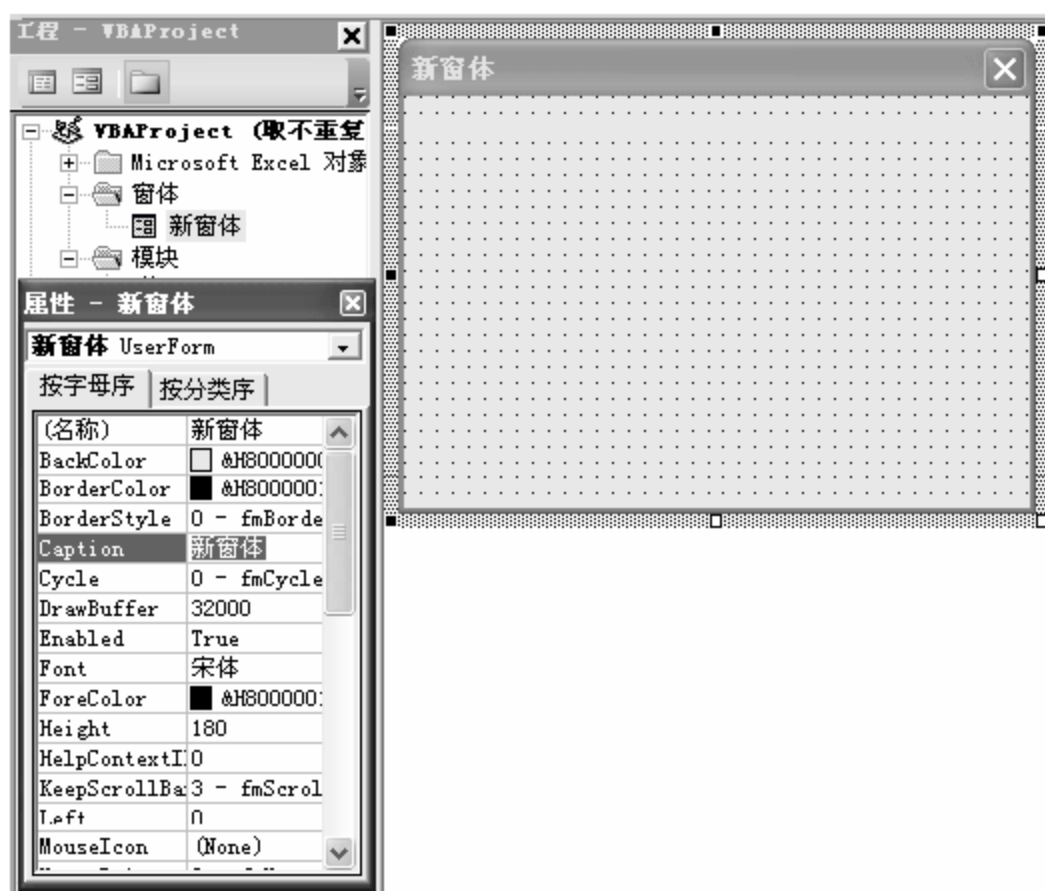 工程 - VBAProject
VBAProject (取不重复
Microsoft Excel 对象
窗体
新窗体
模块
属性 - 新窗体
新窗体 UserForm
按字母序 按分类序
(名称) 新窗体
BackColor &H8000000
BorderColor &H8000001
BorderStyle 0 - fmBorde
Caption 新窗体
Cycle 0 - fmCycle
DrawBuffer 32000
Enabled True
Font 宋体
ForeColor &H8000001
Height 180
HelpContextI 0
KeepScrollBa 3 - fmScrol
Left 0
MouseIcon (None)
新窗体